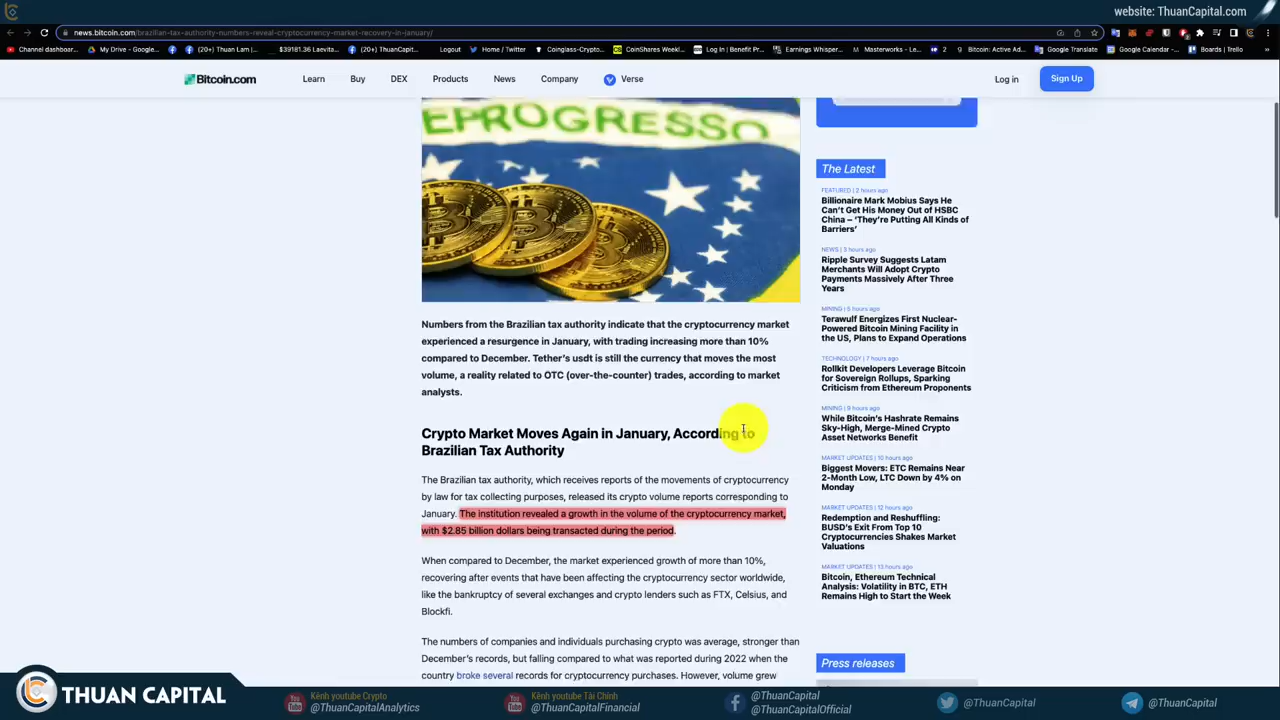 website: ThuanCapital.com
news.bitcoin.com/brazilian-tax-authority-numbers-reveal-cryptocurrency-market-recovery-in-january/
Channel dashboard...
My Drive - Google...
(20+) Thuan Lam |...
$39181.36 Laevita...
(20+) ThuanCapit...
Logout
Home / Twitter
Coinglass-Crypto...
CoinShares Weekl...
Log In | Benefit Pr...
Earnings Whisper...
Masterworks - Le...
2
Bitcoin: Active Ad...
Google Translate
Google Calendar -...
Boards | Trello
Bitcoin.com
Learn
Buy
DEX
Products
News
Company
Verse
Log in
Sign Up
EPROGRESSO
Numbers from the Brazilian tax authority indicate that the cryptocurrency market
experienced a resurgence in January, with trading increasing more than 10%
compared to December. Tether's usdt is still the currency that moves the most
volume, a reality related to OTC (over-the-counter) trades, according to market
analysts.
Crypto Market Moves Again in January, According to
Brazilian Tax Authority
The Brazilian tax authority, which receives reports of the movements of cryptocurrency
by law for tax collecting purposes, released its crypto volume reports corresponding to
January. The institution revealed a growth in the volume of the cryptocurrency market,
with $2.85 billion dollars being transacted during the period.
When compared to December, the market experienced growth of more than 10%,
recovering after events that have been affecting the cryptocurrency sector worldwide,
like the bankruptcy of several exchanges and crypto lenders such as FTX, Celsius, and
Blockfi.
The numbers of companies and individuals purchasing crypto was average, stronger than
December's records, but falling compared to what was reported during 2022 when the
country broke several records for cryptocurrency purchases. However, volume grew
The Latest
FEATURED | 2 hours ago
Billionaire Mark Mobius Says He
Can't Get His Money Out of HSBC
China – 'They're Putting All Kinds of
Barriers'
NEWS | 3 hours ago
Ripple Survey Suggests Latam
Merchants Will Adopt Crypto
Payments Massively After Three
Years
MINING | 5 hours ago
Terawulf Energizes First Nuclear-
Powered Bitcoin Mining Facility in
the US, Plans to Expand Operations
TECHNOLOGY | 7 hours ago
Rollkit Developers Leverage Bitcoin
for Sovereign Rollups, Sparking
Criticism from Ethereum Proponents
MINING | 9 hours ago
While Bitcoin's Hashrate Remains
Sky-High, Merge-Mined Crypto
Asset Networks Benefit
MARKET UPDATES | 10 hours ago
Biggest Movers: ETC Remains Near
2-Month Low, LTC Down by 4% on
Monday
MARKET UPDATES | 12 hours ago
Redemption and Reshuffling:
BUSD's Exit From Top 10
Cryptocurrencies Shakes Market
Valuations
MARKET UPDATES | 13 hours ago
Bitcoin, Ethereum Technical
Analysis: Volatility in BTC, ETH
Remains High to Start the Week
Press releases
THUAN CAPITAL
Kênh youtube Crypto
@ThuanCapitalAnalytics
Kênh youtube Tài Chính
@ThuanCapitalFinancial
@ThuanCapital
@ThuanCapitalOfficial
@ThuanCapital
@ThuanCapital